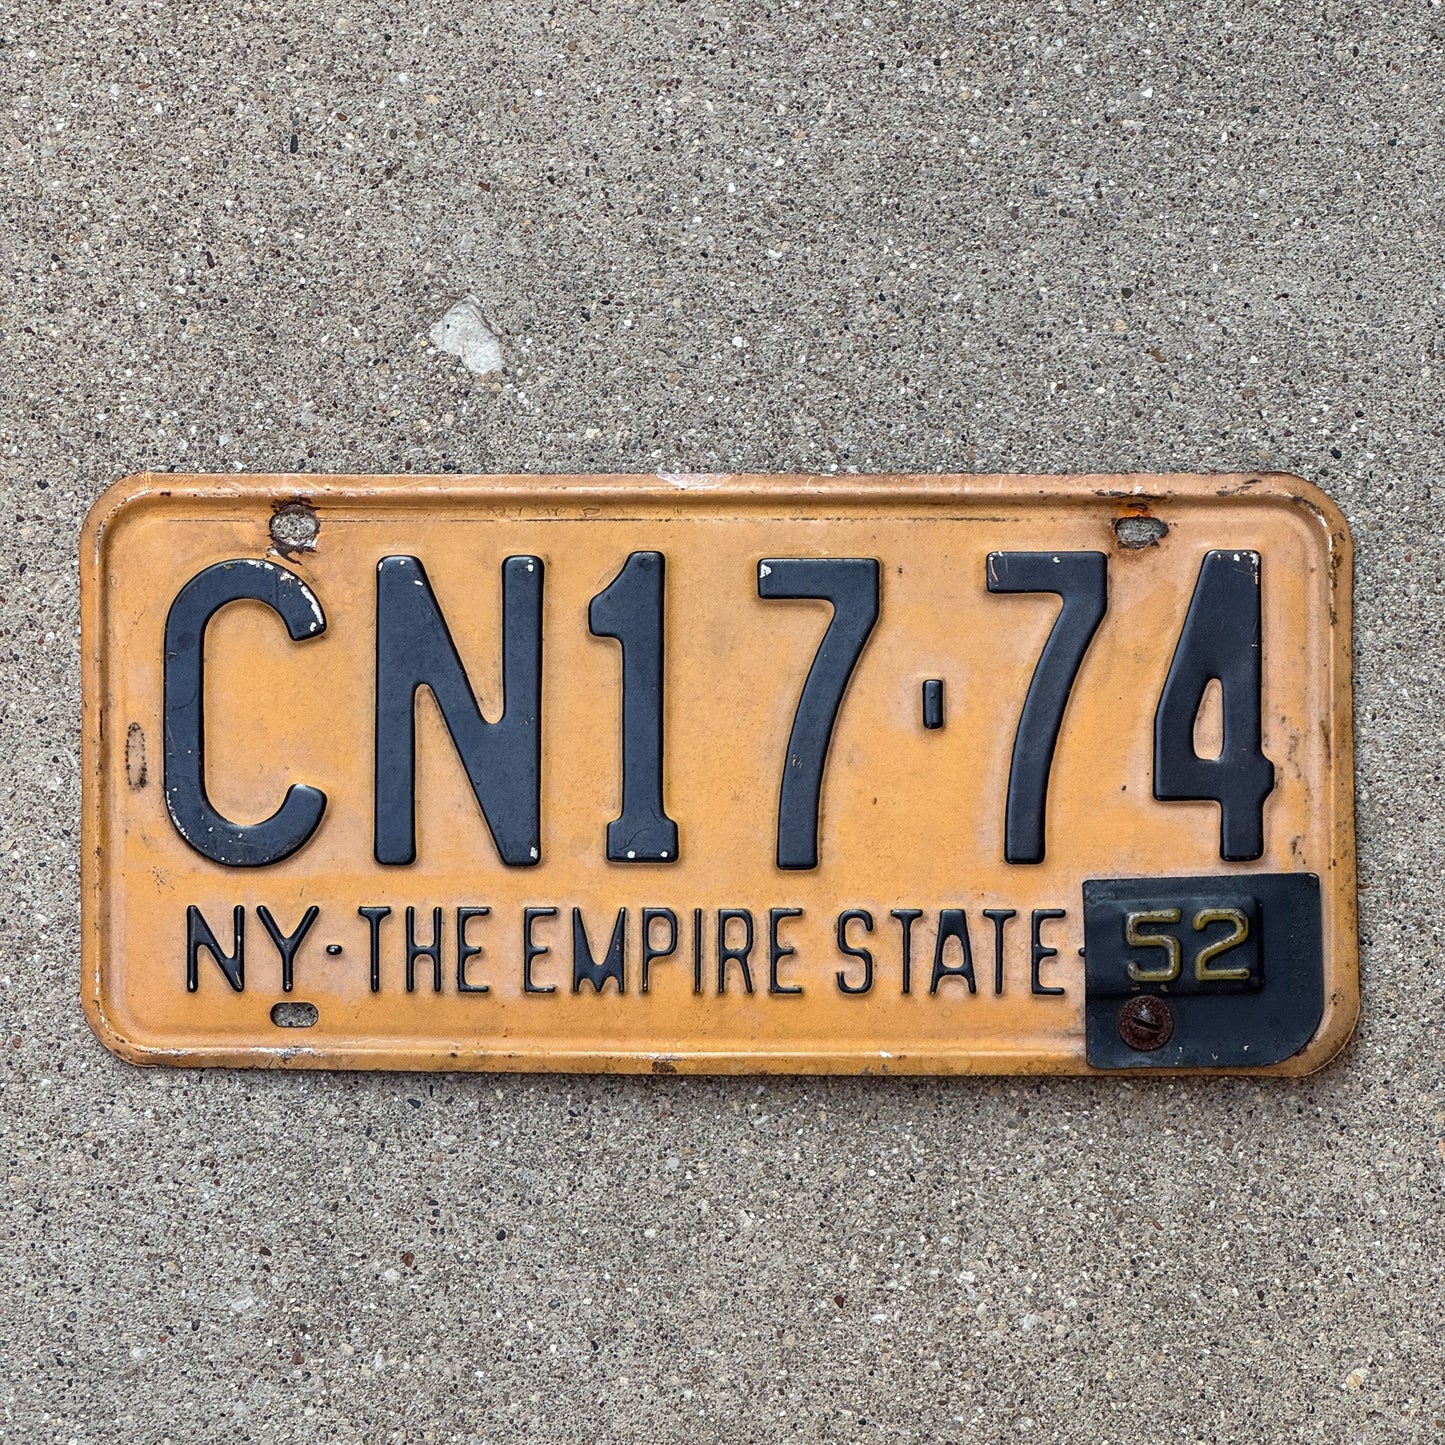 CN17-74
NY-THE EMPIRE STATE- 52